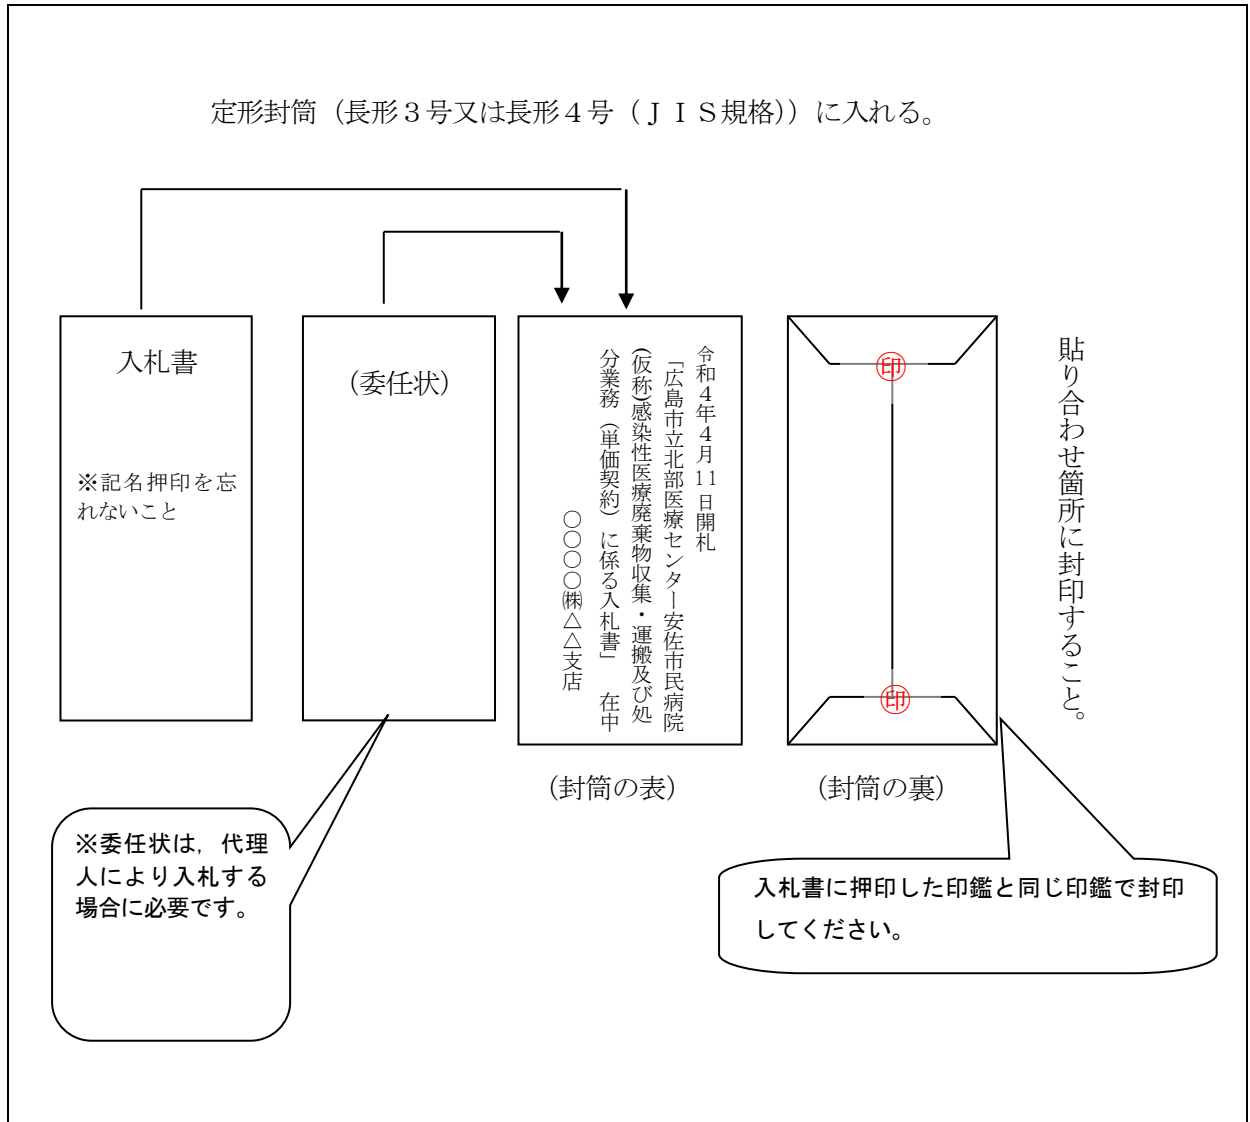 定形封筒（長形３号又は長形４号（ＪＩＳ規格））に入れる。
入札書
※記名押印を忘
れないこと
（委任状）
令和４年４月11日開札
「広島市立北部医療センター安佐市民病院
(仮称)感染性医療廃棄物収集・運搬及び処
分業務（単価契約）に係る入札書」　在中
○○○○㈱△△支店
印
印
貼り合わせ箇所に封印すること。
（封筒の表）
（封筒の裏）
※委任状は，代理
人により入札する
場合に必要です。
入札書に押印した印鑑と同じ印鑑で封印
してください。